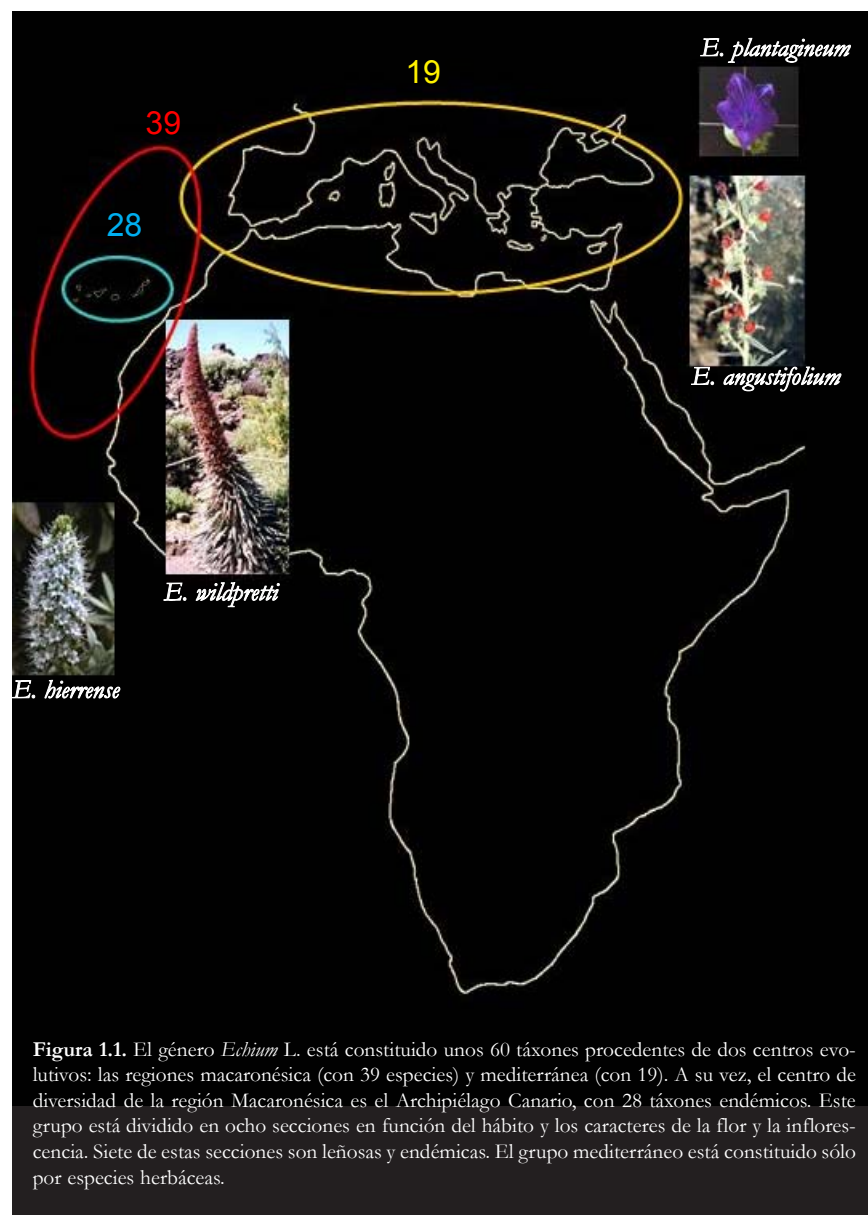 E. plantagineum
19
39
28
E. angustifolium
E. wildpretti
E. hierrense
Figura 1.1. El género Echium L. está constituido unos 60 táxones procedentes de dos centros evo-
lutivos: las regiones macaronésica (con 39 especies) y mediterránea (con 19). A su vez, el centro de
diversidad de la región Macaronésica es el Archipiélago Canario, con 28 táxones endémicos. Este
grupo está dividido en ocho secciones en función del hábito y los caracteres de la flor y la inflores-
cencia. Siete de estas secciones son leñosas y endémicas. El grupo mediterráneo está constituido sólo
por especies herbáceas.